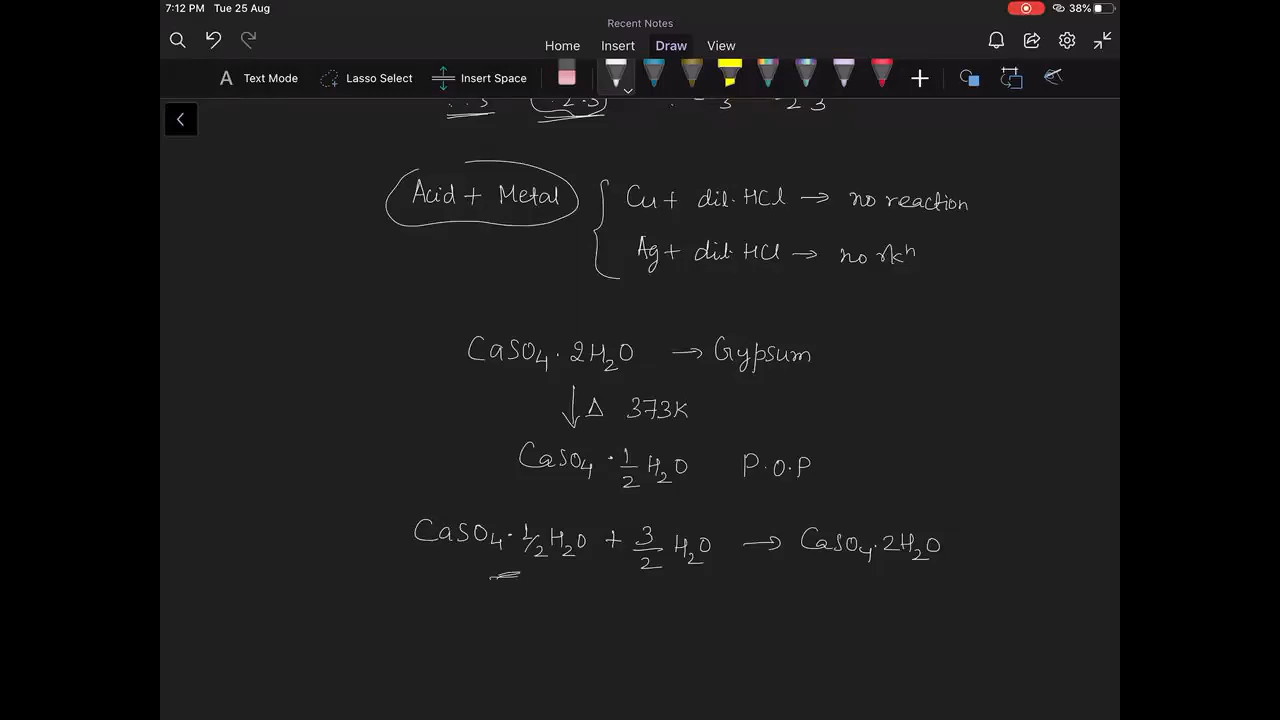 7:12 PM Tue 25 Aug
38%
Recent Notes
Home Insert Draw View
Text Mode Lasso Select Insert Space
Acid + Metal
Cu + dil. HCl → no reaction
Ag + dil. HCl → no rxⁿ
CaSO₄ · 2H₂O → Gypsum
↓ Δ 373K
CaSO₄ · 1/2 H₂O P.O.P
CaSO₄ · 1/2 H₂O + 3/2 H₂O → CaSO₄ · 2H₂O